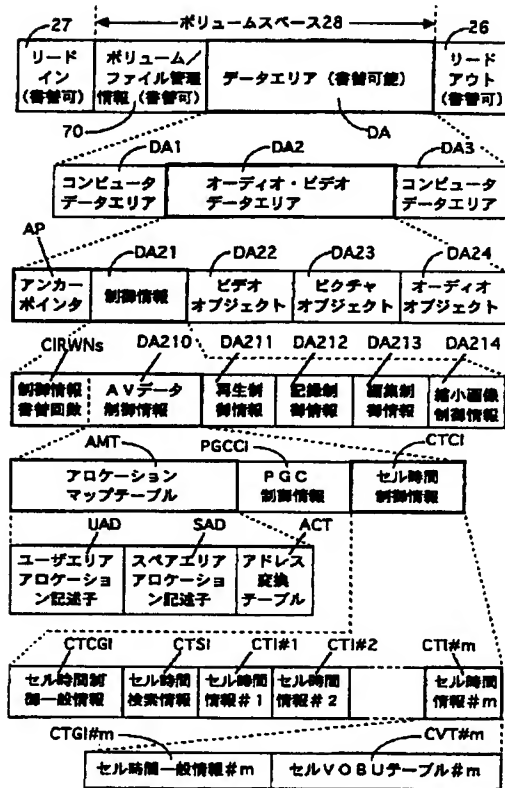 ボリュームスペース28
27
26
リード
イン
(書替可)
ボリューム/
ファイル管理
情報(書替可)
データエリア(書替可能)
リード
アウト
(書替可)
70
DA
DA1
DA2
DA3
コンピュータ
データエリア
オーディオ・ビデオ
データエリア
コンピュータ
データエリア
AP
DA21
DA22
DA23
DA24
アンカー
ポインタ
制御情報
ビデオ
オブジェクト
ピクチャ
オブジェクト
オーディオ
オブジェクト
CIRWNs
DA210
DA211
DA212
DA213
DA214
制御情報
書替回数
AVデータ
制御情報
再生制
御情報
記録制
御情報
編集制
御情報
縮小画像
制御情報
AMT
PGCCI
CTCI
アロケーション
マップテーブル
PGC
制御情報
セル時間
制御情報
UAD
SAD
ACT
ユーザエリア
アロケーショ
ン記述子
スペアエリア
アロケーショ
ン記述子
アドレス
変換
テーブル
CTCGI
CTSI
CTI#1
CTI#2
CTI#m
セル時間制
御一般情報
セル時間
検索情報
セル時間
情報#1
セル時間
情報#2
セル時間
情報#m
CTGI#m
CVT#m
セル時間一般情報#m
セルVOBUテーブル#m